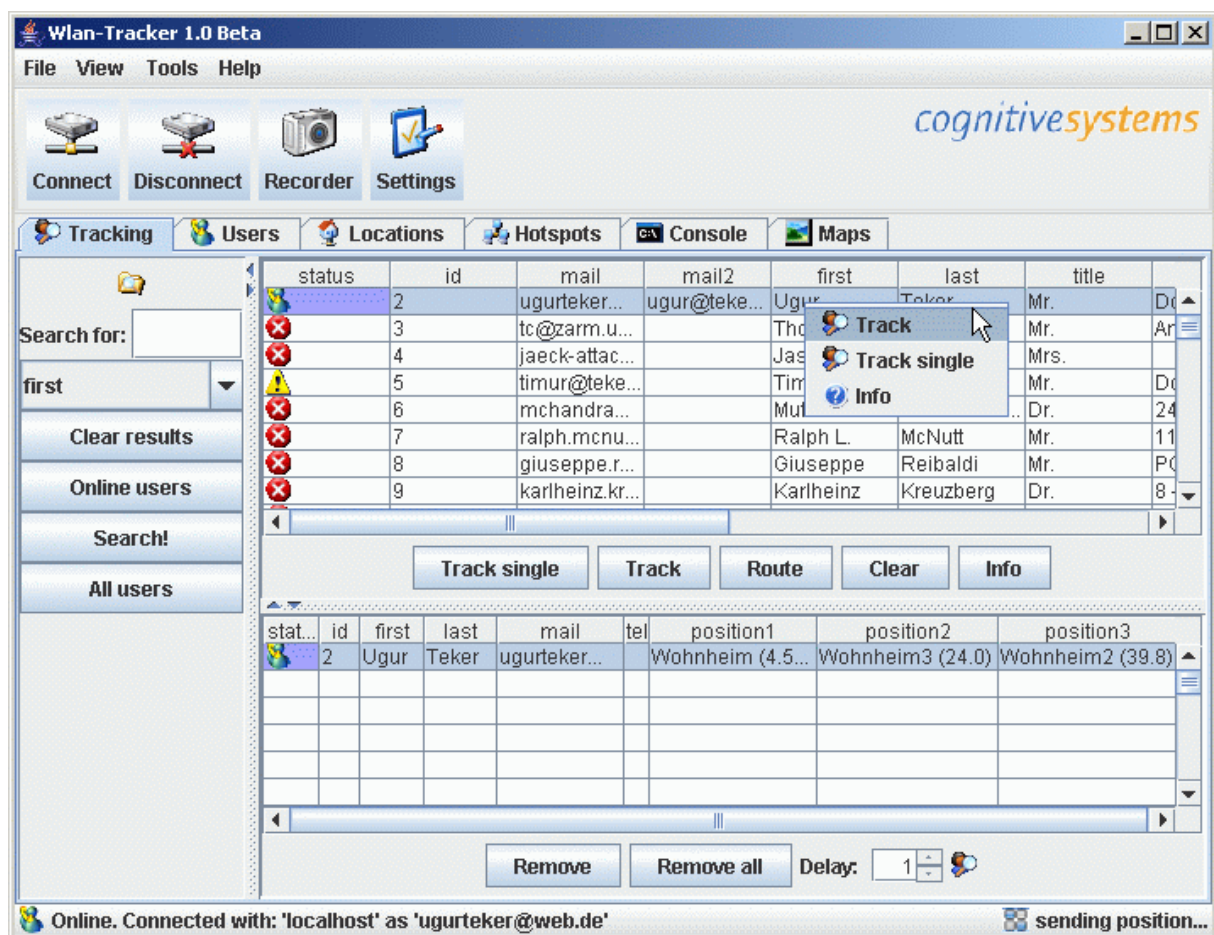 Wlan-Tracker 1.0 Beta
File View Tools Help
cognitivesystems
Connect Disconnect Recorder Settings
Tracking Users Locations Hotspots Console Maps
Search for:
first
Clear results
Online users
Search!
All users
status id mail mail2 first last title
2 ugurteker... ugur@teke... Ugur Teker Mr.
3 tc@zarm.u... Mr.
4 jaeck-attac... Mrs.
5 timur@teke... Mr.
6 mchandra... Dr. 24
7 ralph.mcnu... Ralph L. McNutt Mr. 11
8 giuseppe.r... Giuseppe Reibaldi Mr.
9 karlheinz.kr... Karlheinz Kreuzberg Dr. 8 -
Track
Track single
Info
Track single Track Route Clear Info
stat... id first last mail tel position1 position2 position3
2 Ugur Teker ugurteker... Wohnheim (4.5... Wohnheim3 (24.0) Wohnheim2 (39.8)
Remove Remove all Delay: 1
Online. Connected with: 'localhost' as 'ugurteker@web.de' sending position...